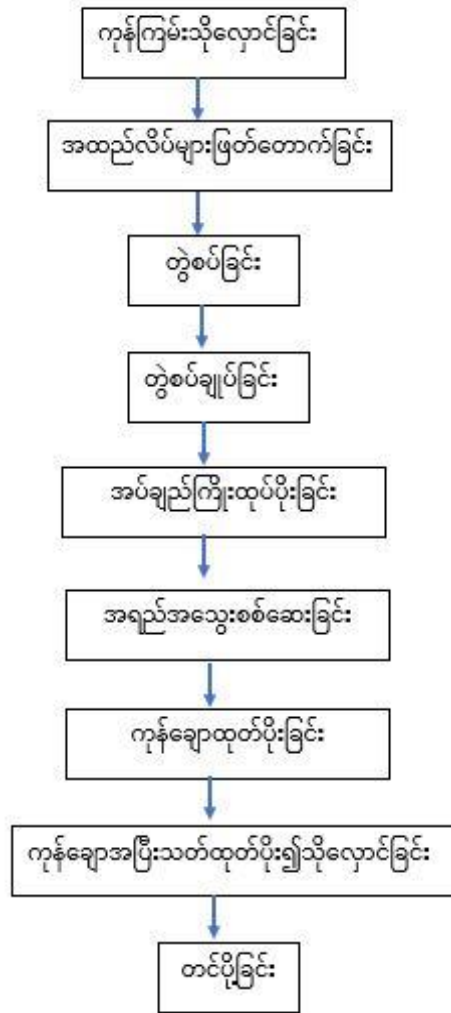 ကုန်ကြမ်းသိုလှောင်ခြင်း
အထည်လိပ်များဖြတ်တောက်ခြင်း
တွဲစပ်ခြင်း
တွဲစပ်ချုပ်ခြင်း
အပ်ချည်ကြိုးထုပ်ပိုးခြင်း
အရည်အသွေးစစ်ဆေးခြင်း
ကုန်ချောထုတ်ပိုးခြင်း
ကုန်ချောအပြီးသတ်ထုတ်ပိုး၍သိုလှောင်ခြင်း
တင်ပို့ခြင်း